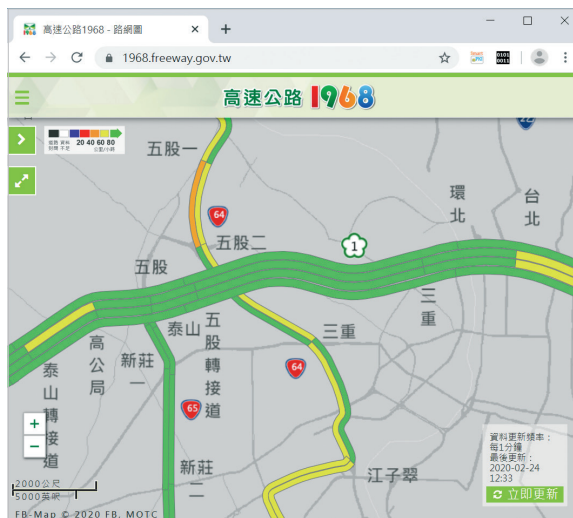 高速公路1968 - 路網圖
1968.freeway.gov.tw
高速公路 1968
20 40 60 80
公里/小時
五股一
64
五股二
1
環北
台北
五股
泰山
五股轉接道
三重
三重
高公局
新莊一
64
65
泰山轉接道
新莊二
江子翠
+
−
2000公尺
5000英呎
資料更新頻率：
每1分鐘
最後更新：
2020-02-24
12:33
立即更新
FB-Map © 2020 FB, MOTC